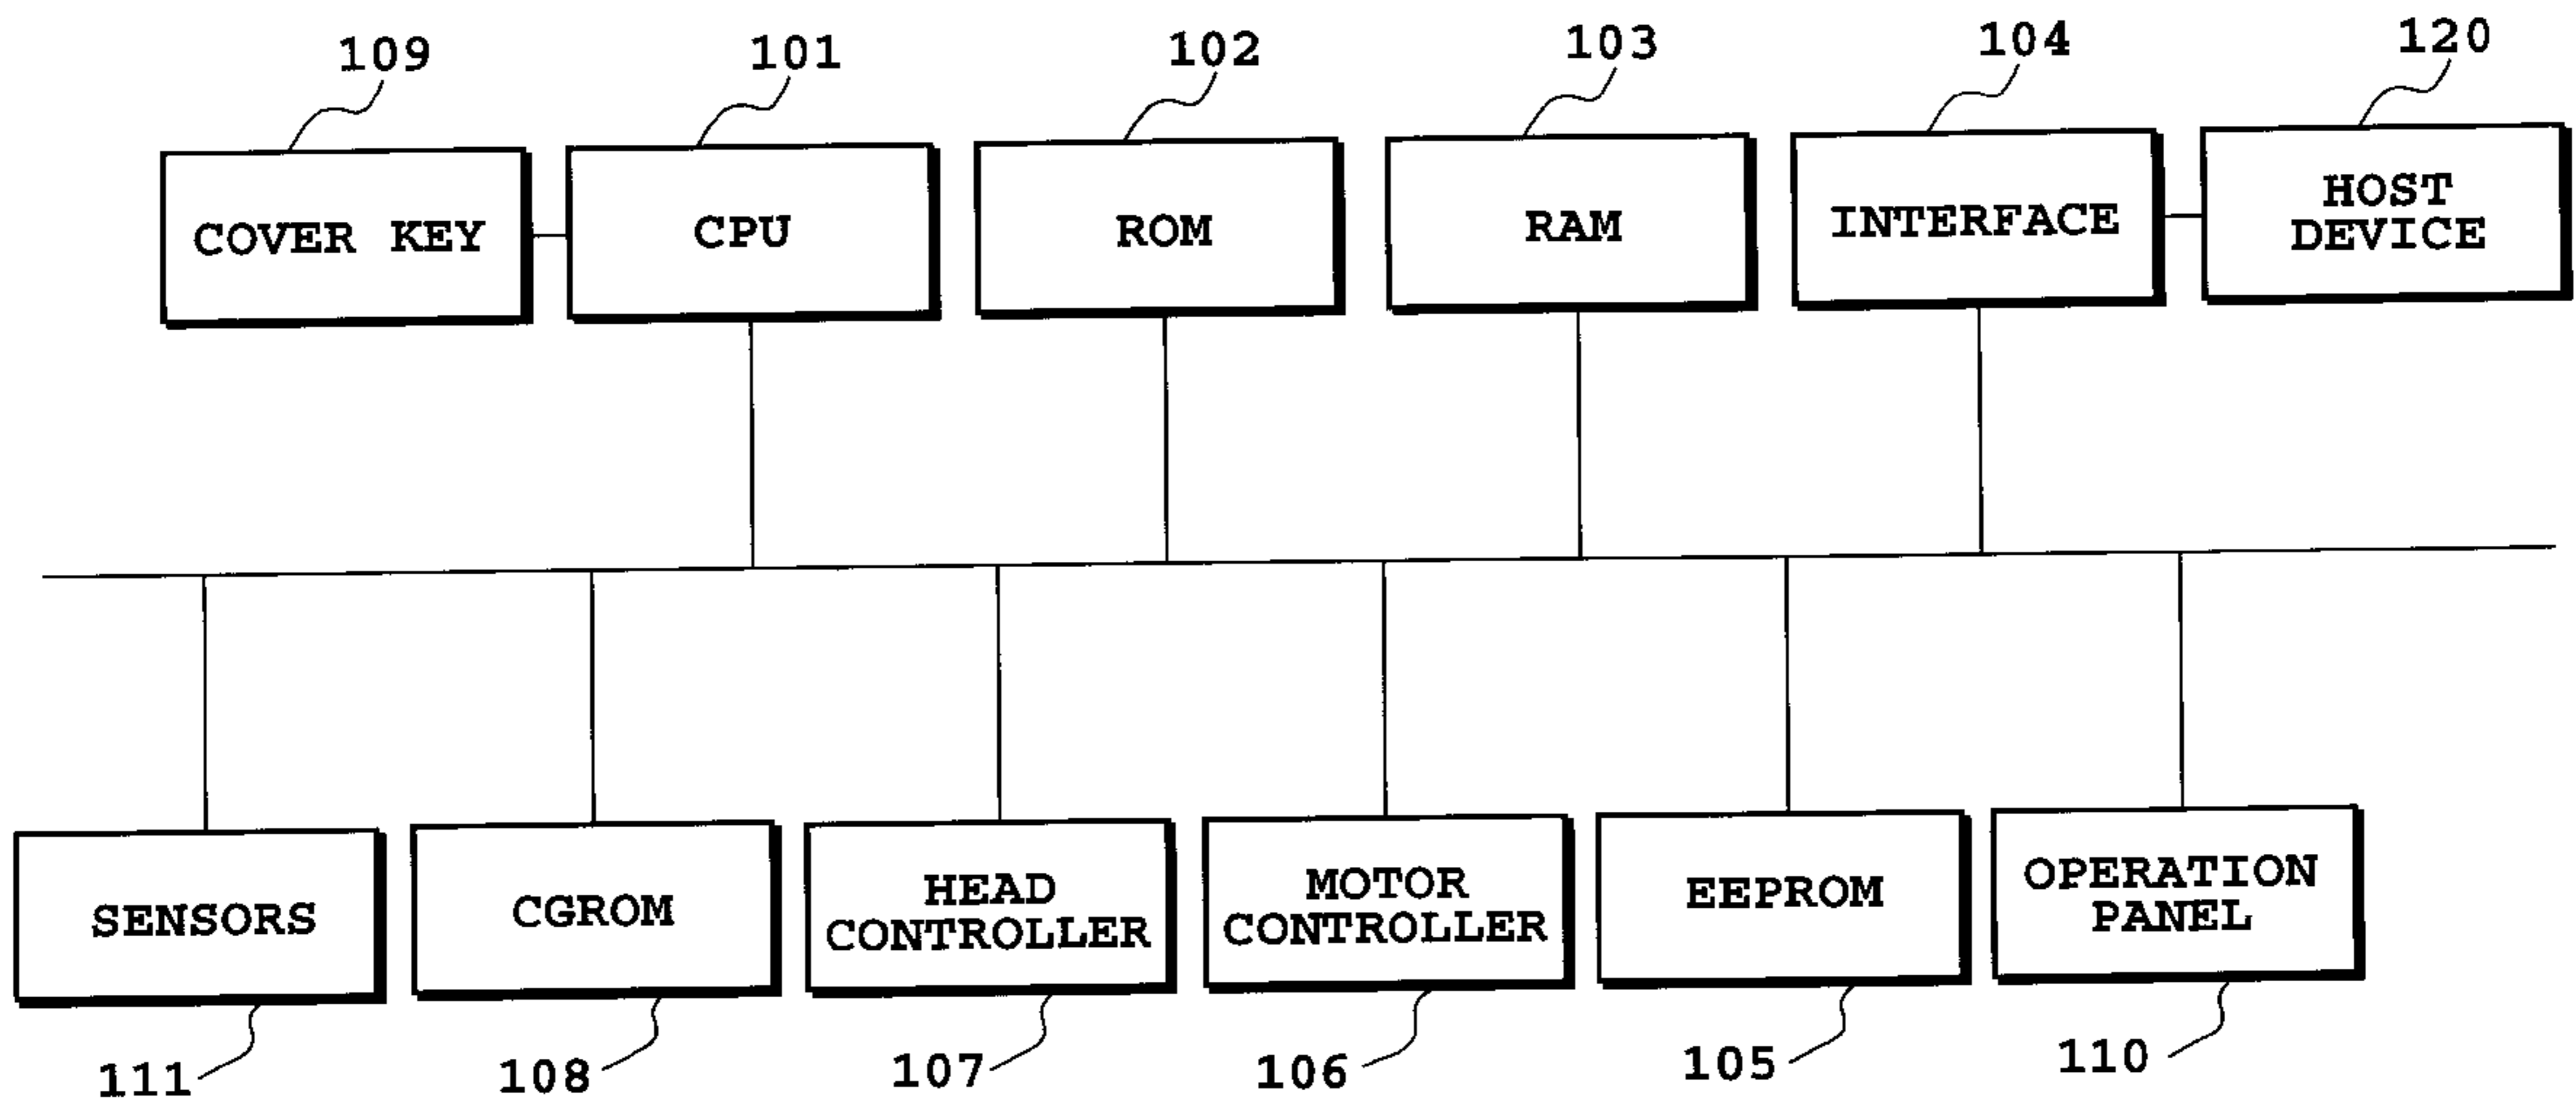 109
101
102
103
104
120
COVER KEY
CPU
ROM
RAM
INTERFACE
HOST
DEVICE
SENSORS
CGROM
HEAD
CONTROLLER
MOTOR
CONTROLLER
EEPROM
OPERATION
PANEL
111
108
107
106
105
110